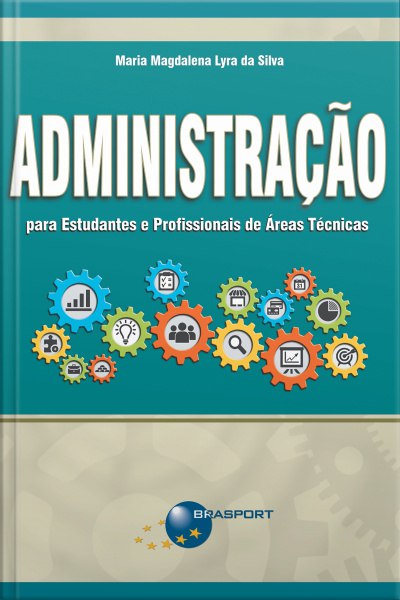 Maria Magdalena Lyra da Silva
ADMINISTRAÇÃO
para Estudantes e Profissionais de Áreas Técnicas
BRASPORT